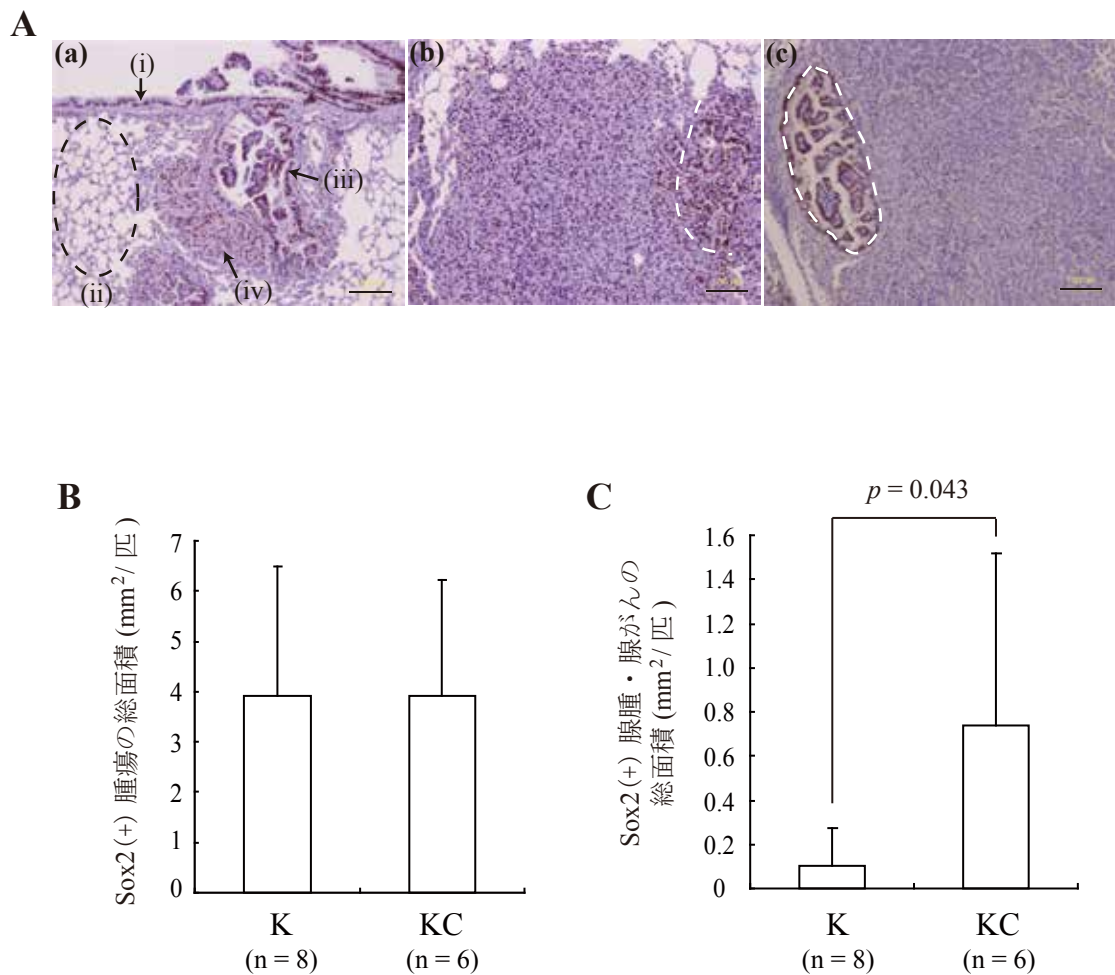 A
(a)
(i)
(ii)
(iii)
(iv)
(b)
(c)
B
Sox2(+) 腫瘍の総面積 (mm²/ 匹 )
7
6
5
4
3
2
1
0
K
(n = 8)
KC
(n = 6)
C
p = 0.043
Sox2(+) 腺腫・腺がんの
総面積 (mm²/ 匹 )
1.6
1.4
1.2
1.0
0.8
0.6
0.4
0.2
0
K
(n = 8)
KC
(n = 6)